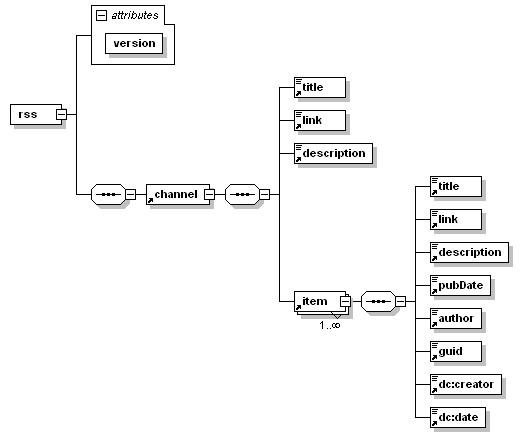 attributes
version
rss
channel
title
link
description
item
1..∞
title
link
description
pubDate
author
guid
dc:creator
dc:date